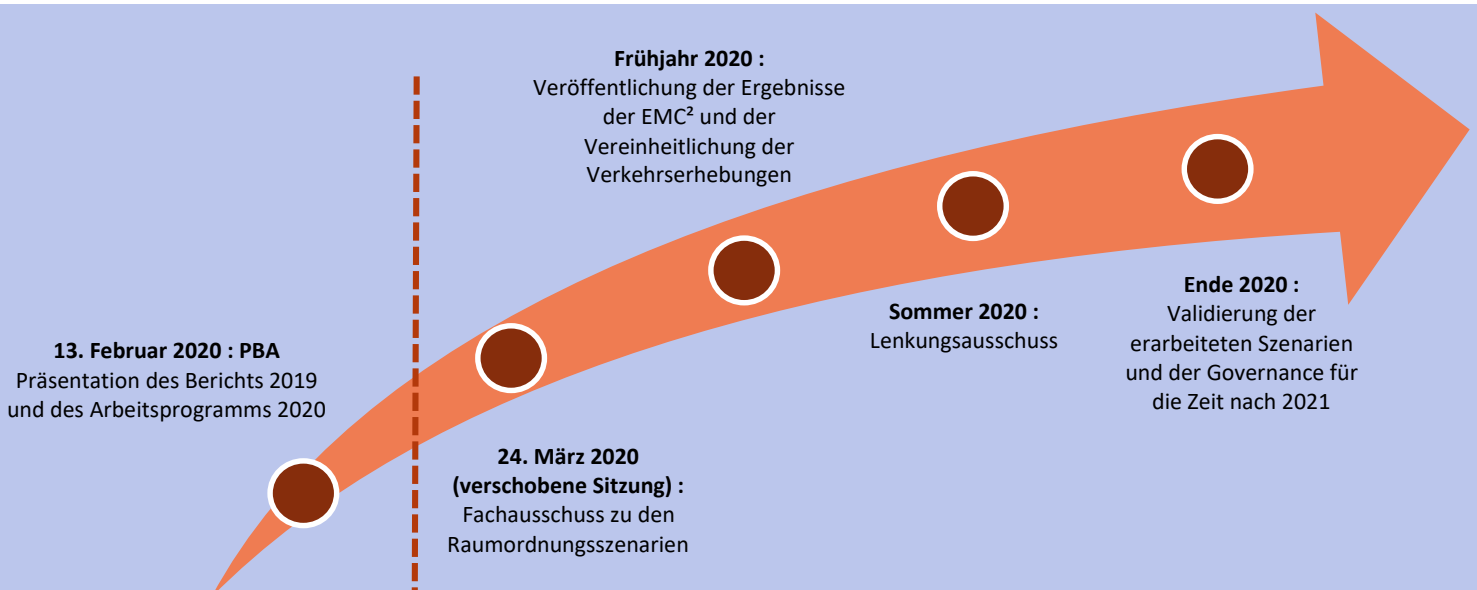 13. Februar 2020 : PBA
Präsentation des Berichts 2019
und des Arbeitsprogramms 2020
24. März 2020
(verschobene Sitzung) :
Fachausschuss zu den
Raumordnungsszenarien
Frühjahr 2020 :
Veröffentlichung der Ergebnisse
der EMC² und der
Vereinheitlichung der
Verkehrserhebungen
Sommer 2020 :
Lenkungsausschuss
Ende 2020 :
Validierung der
erarbeiteten Szenarien
und der Governance für
die Zeit nach 2021